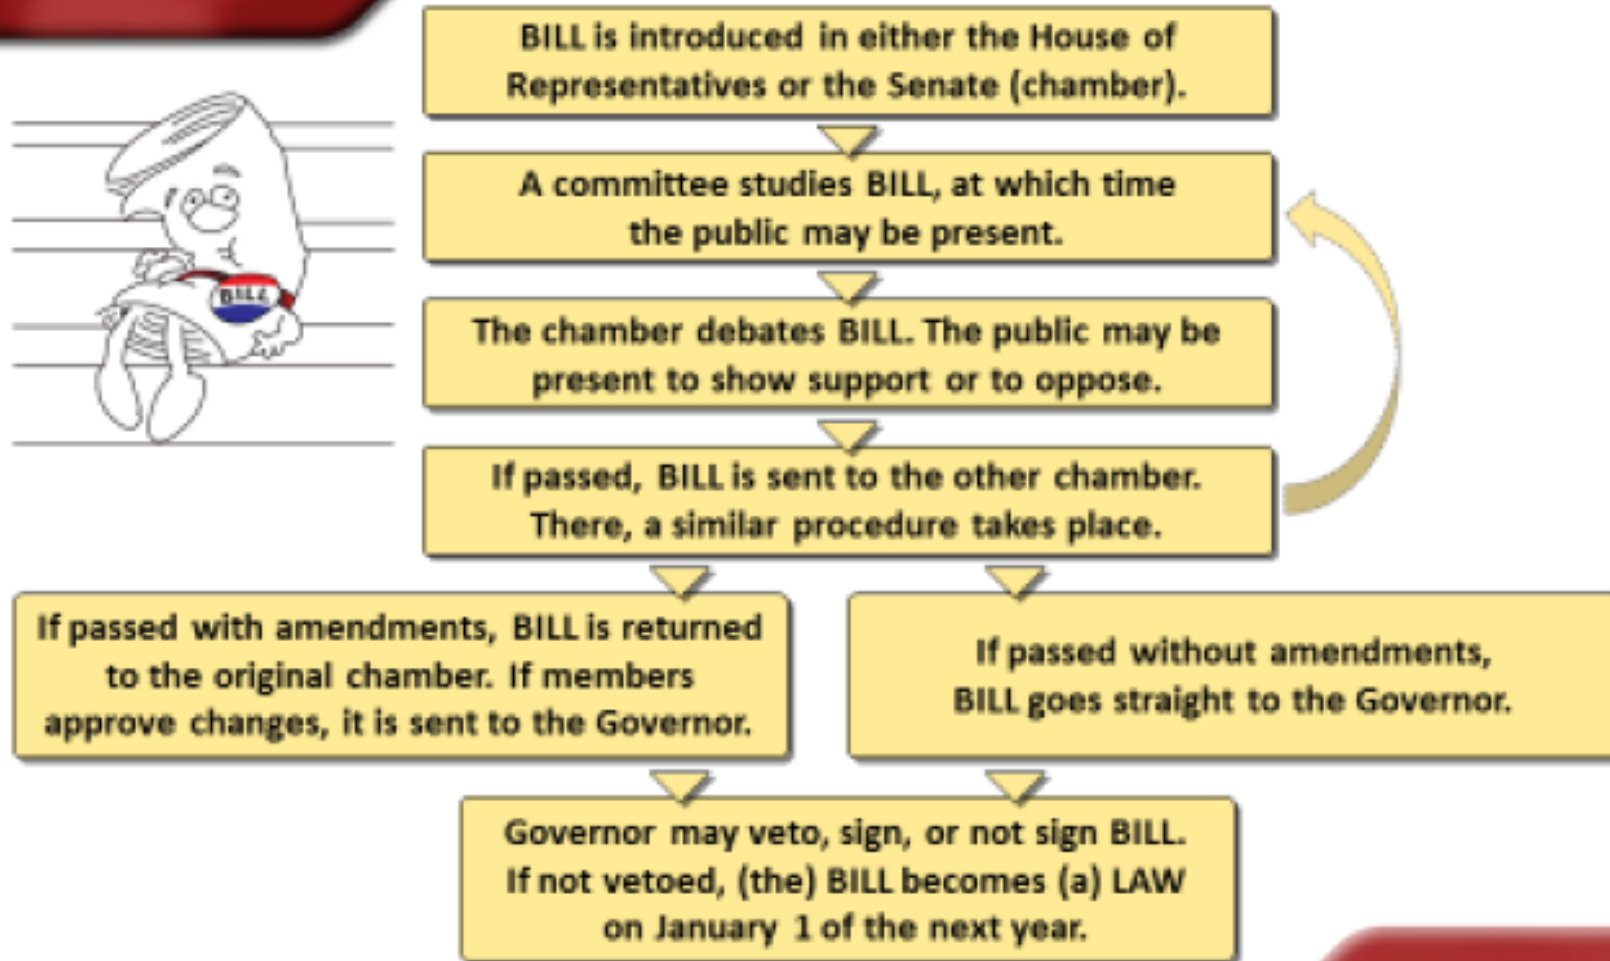 BILL is introduced in either the House of
Representatives or the Senate (chamber).
A committee studies BILL, at which time
the public may be present.
BILL
The chamber debates BILL. The public may be
present to show support or to oppose.
If passed, BILL is sent to the other chamber.
There, a similar procedure takes place.
If passed with amendments, BILL is returned
to the original chamber. If members
approve changes, it is sent to the Governor.
If passed without amendments,
BILL goes straight to the Governor.
Governor may veto, sign, or not sign BILL.
If not vetoed, (the) BILL becomes (a) LAW
on January 1 of the next year.